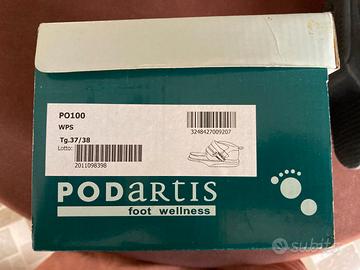 PO100
WPS
Tg.37/38
Lotto:
2011098398
3248427009207
PODARTIS
foot wellness
subito